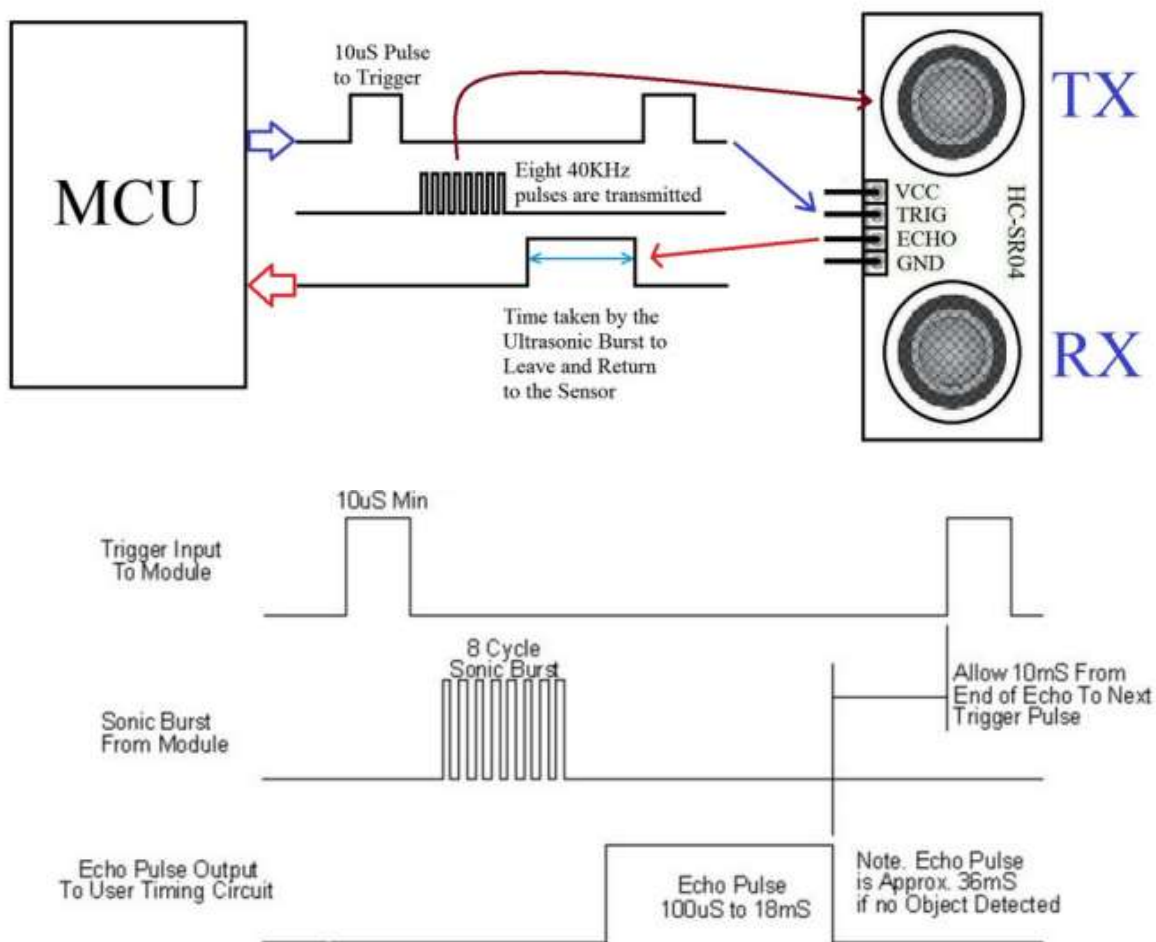 10uS Pulse
to Trigger
MCU
Eight 40KHz
pulses are transmitted
Time taken by the
Ultrasonic Burst to
Leave and Return
to the Sensor
VCC
TRIG
ECHO
GND
HC-SR04
TX
RX
10uS Min
Trigger Input
To Module
8 Cycle
Sonic Burst
Sonic Burst
From Module
Allow 10mS From
End of Echo To Next
Trigger Pulse
Echo Pulse Output
To User Timing Circuit
Echo Pulse
100uS to 18mS
Note. Echo Pulse
is Approx. 36mS
if no Object Detected